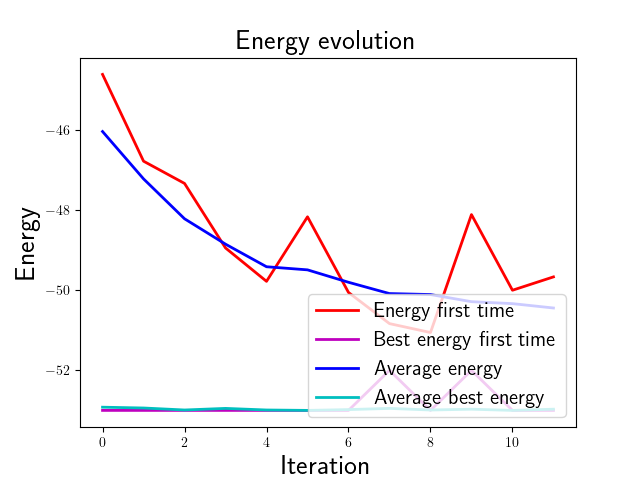 Energy evolution
Energy
−46
−48
−50
−52
0 2 4 6 8 10
Iteration
Energy first time
Best energy first time
Average energy
Average best energy